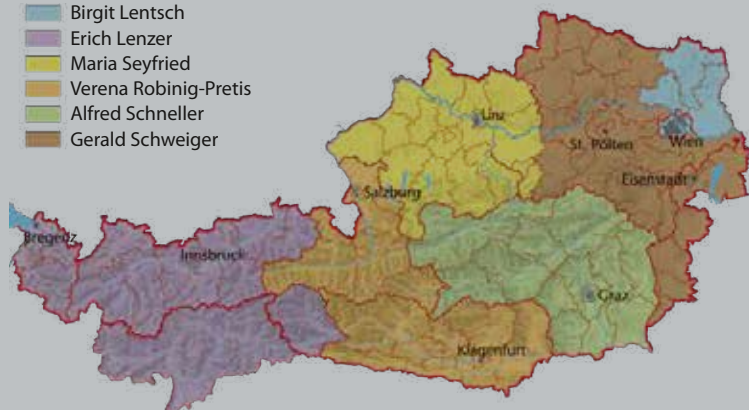 Birgit Lentsch
Erich Lenzer
Maria Seyfried
Verena Robinig-Pretis
Alfred Schneller
Gerald Schweiger
Linz
St. Pölten
Wien
Eisenstadt
Salzburg
Bregenz
Innsbruck
Graz
Klagenfurt